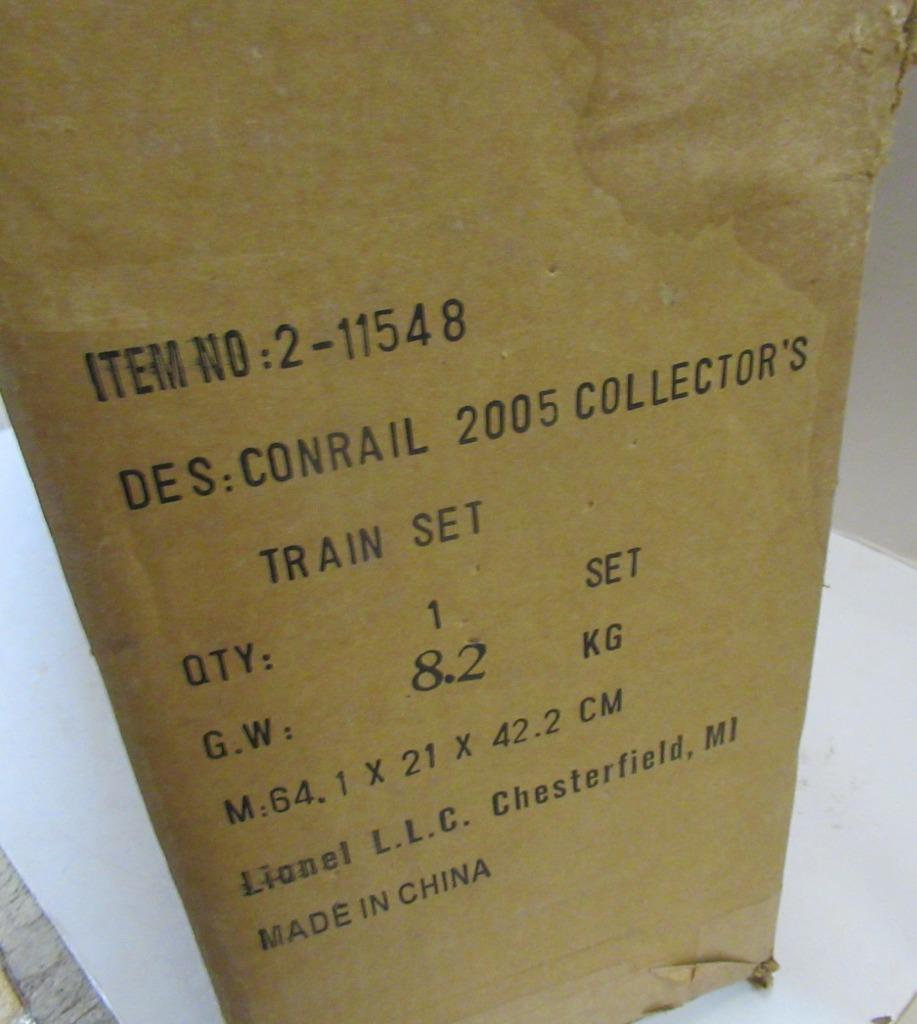 ITEM NO:2-11548
DES:CONRAIL 2005 COLLECTOR'S
TRAIN SET
QTY: 1 SET
G.W: 8.2 KG
M:64.1 X 21 X 42.2 CM
Lionel L.L.C. Chesterfield, MI
MADE IN CHINA